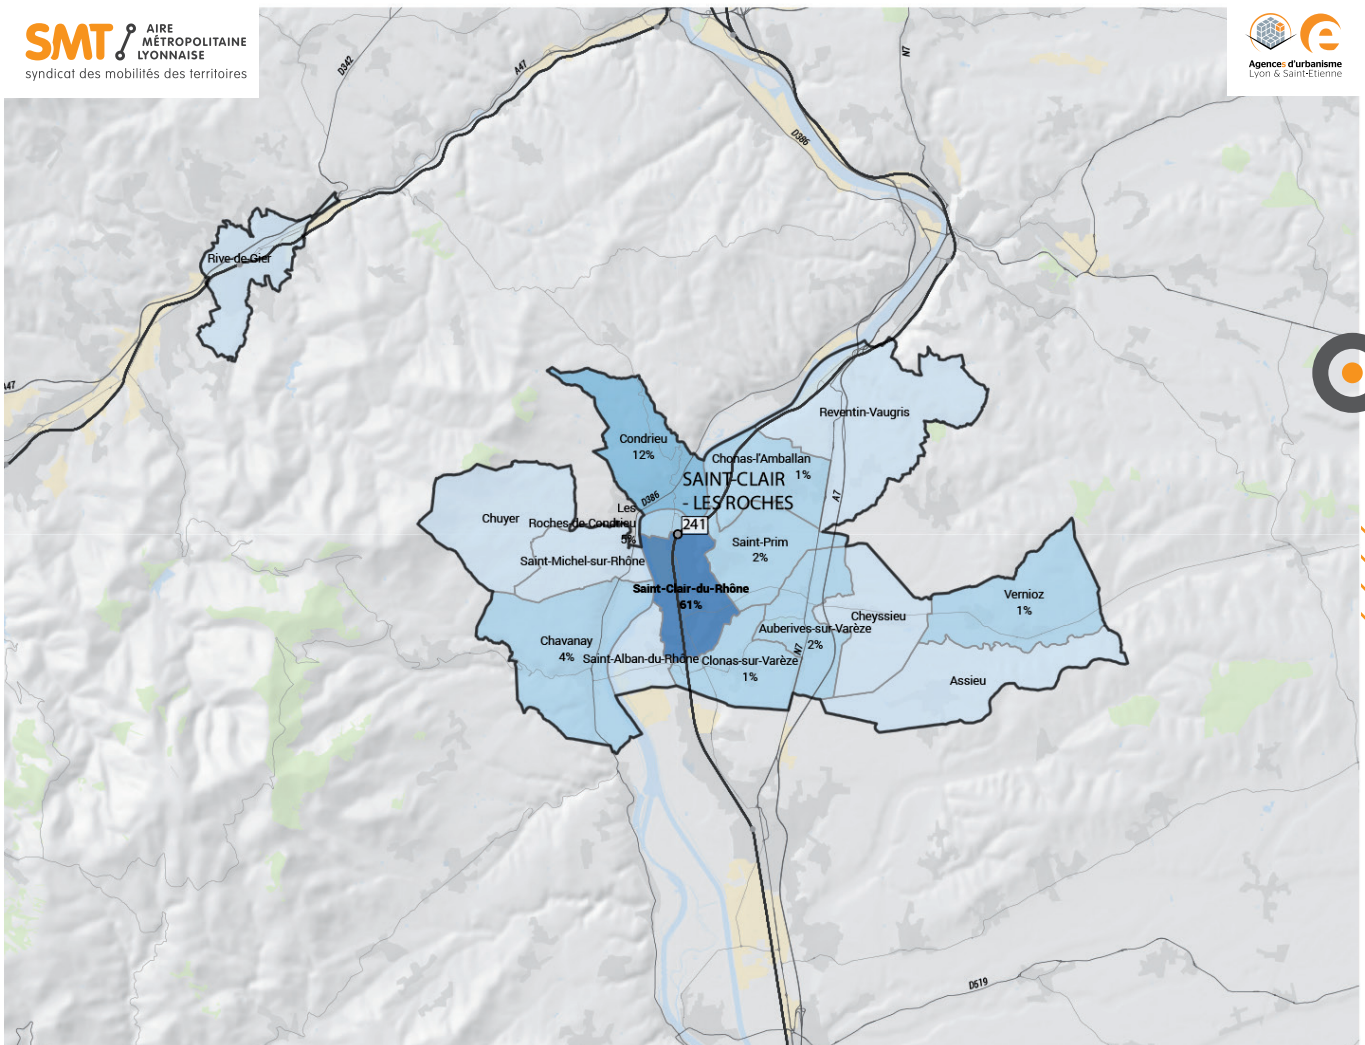 SMT AIRE
MÉTROPOLITAINE
LYONNAISE
syndicat des mobilités des territoires
Agences d'urbanisme
Lyon & Saint-Etienne
D342
A47
N7
D386
Rive-de-Gier
A47
Reventin-Vaugris
Condrieu
12%
Chonas-l'Amballan
1%
SAINT-CLAIR
- LES ROCHES
D386
A7
Les
Roches-de-Condrieu
5%
Chuyer
241
Saint-Prim
2%
Saint-Michel-sur-Rhône
Saint-Clair-du-Rhône
61%
Vernioz
1%
Cheyssieu
Auberives-sur-Varèze
2%
N7
Chavanay
4%
Saint-Alban-du-Rhône
Clonas-sur-Varèze
1%
Assieu
D519